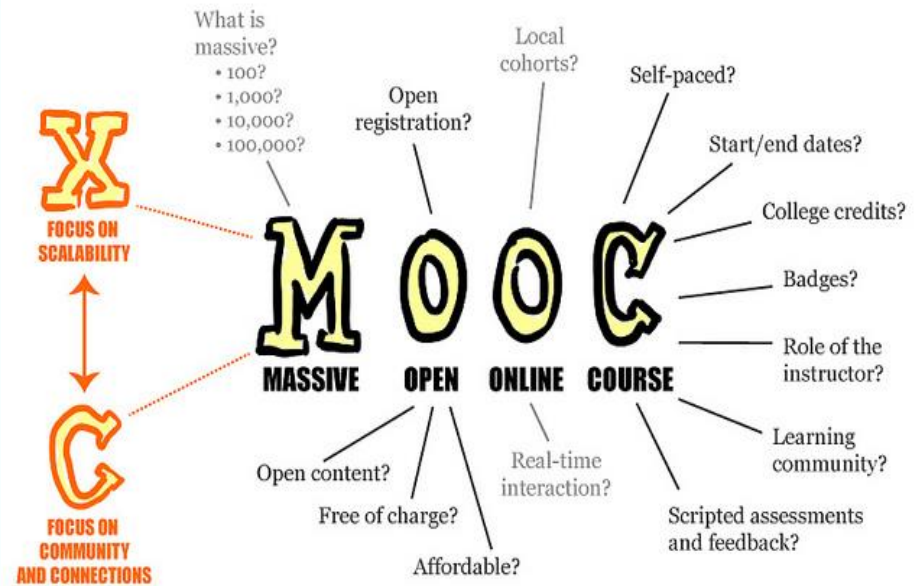 What is
massive?
• 100?
• 1,000?
• 10,000?
• 100,000?
Open
registration?
Local
cohorts?
Self-paced?
Start/end dates?
College credits?
Badges?
Role of the
instructor?
Learning
community?
Scripted assessments
and feedback?
X
FOCUS ON
SCALABILITY
C
FOCUS ON
COMMUNITY
AND CONNECTIONS
MOOC
MASSIVE OPEN ONLINE COURSE
Open content?
Free of charge?
Affordable?
Real-time
interaction?